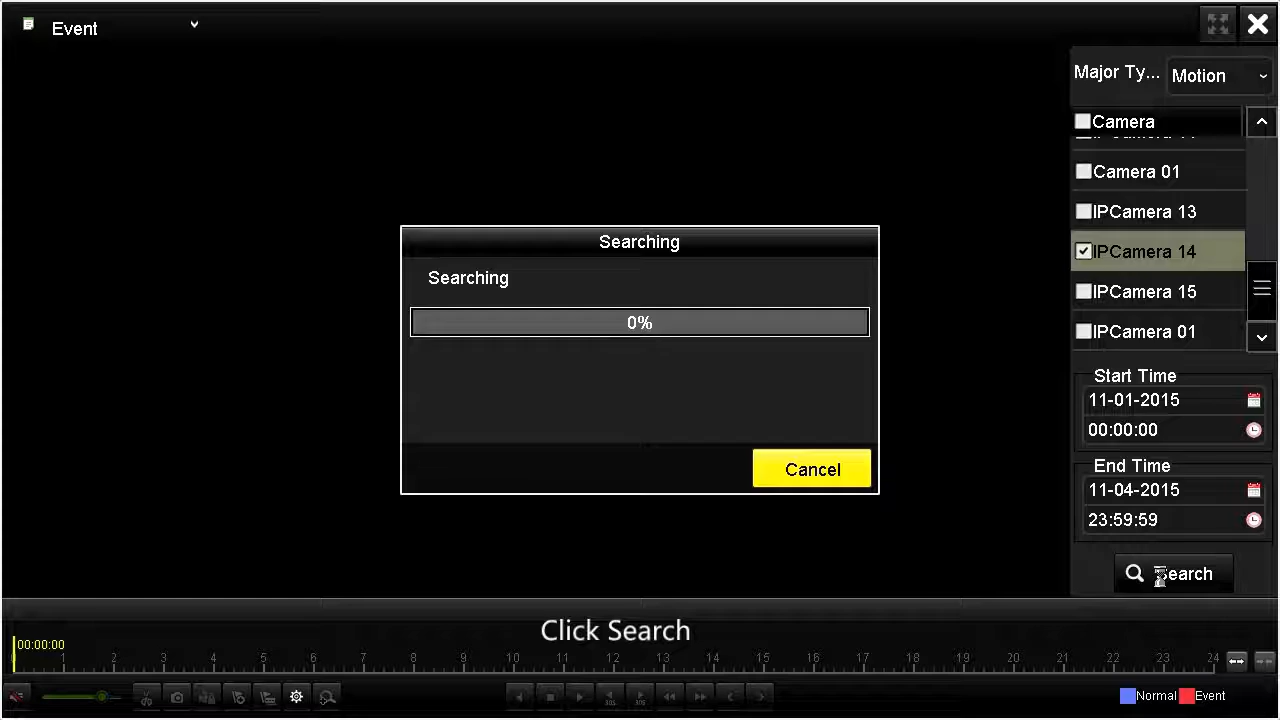 Event
Major Ty... Motion
Camera
Camera 01
IPCamera 13
IPCamera 14
IPCamera 15
IPCamera 01
Searching
Searching
0%
Cancel
Start Time
11-01-2015
00:00:00
End Time
11-04-2015
23:59:59
Search
Click Search
00:00:00
1 2 3 4 5 6 7 8 9 10 11 12 13 14 15 16 17 18 19 20 21 22 23 24
30S 30S
Normal Event